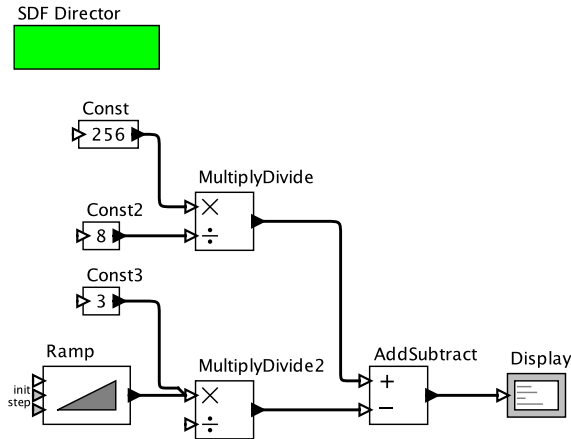 SDF Director
Const
256
MultiplyDivide
×
÷
Const2
8
Const3
3
Ramp
init
step
MultiplyDivide2
×
÷
AddSubtract
+
−
Display